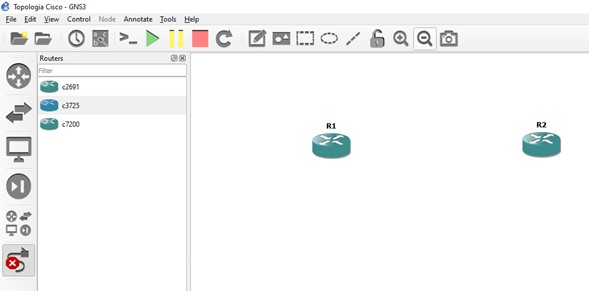 Topologia Cisco - GNS3
File Edit View Control Node Annotate Tools Help
Routers
Filter
c2691
c3725
c7200
R1
R2